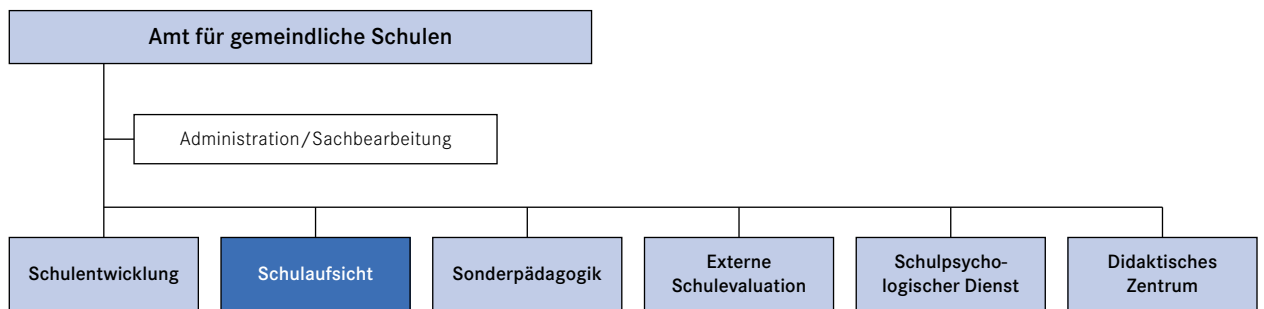 Amt für gemeindliche Schulen
Administration/Sachbearbeitung
Schulentwicklung
Schulaufsicht
Sonderpädagogik
Externe
Schulevaluation
Schulpsycho-
logischer Dienst
Didaktisches
Zentrum